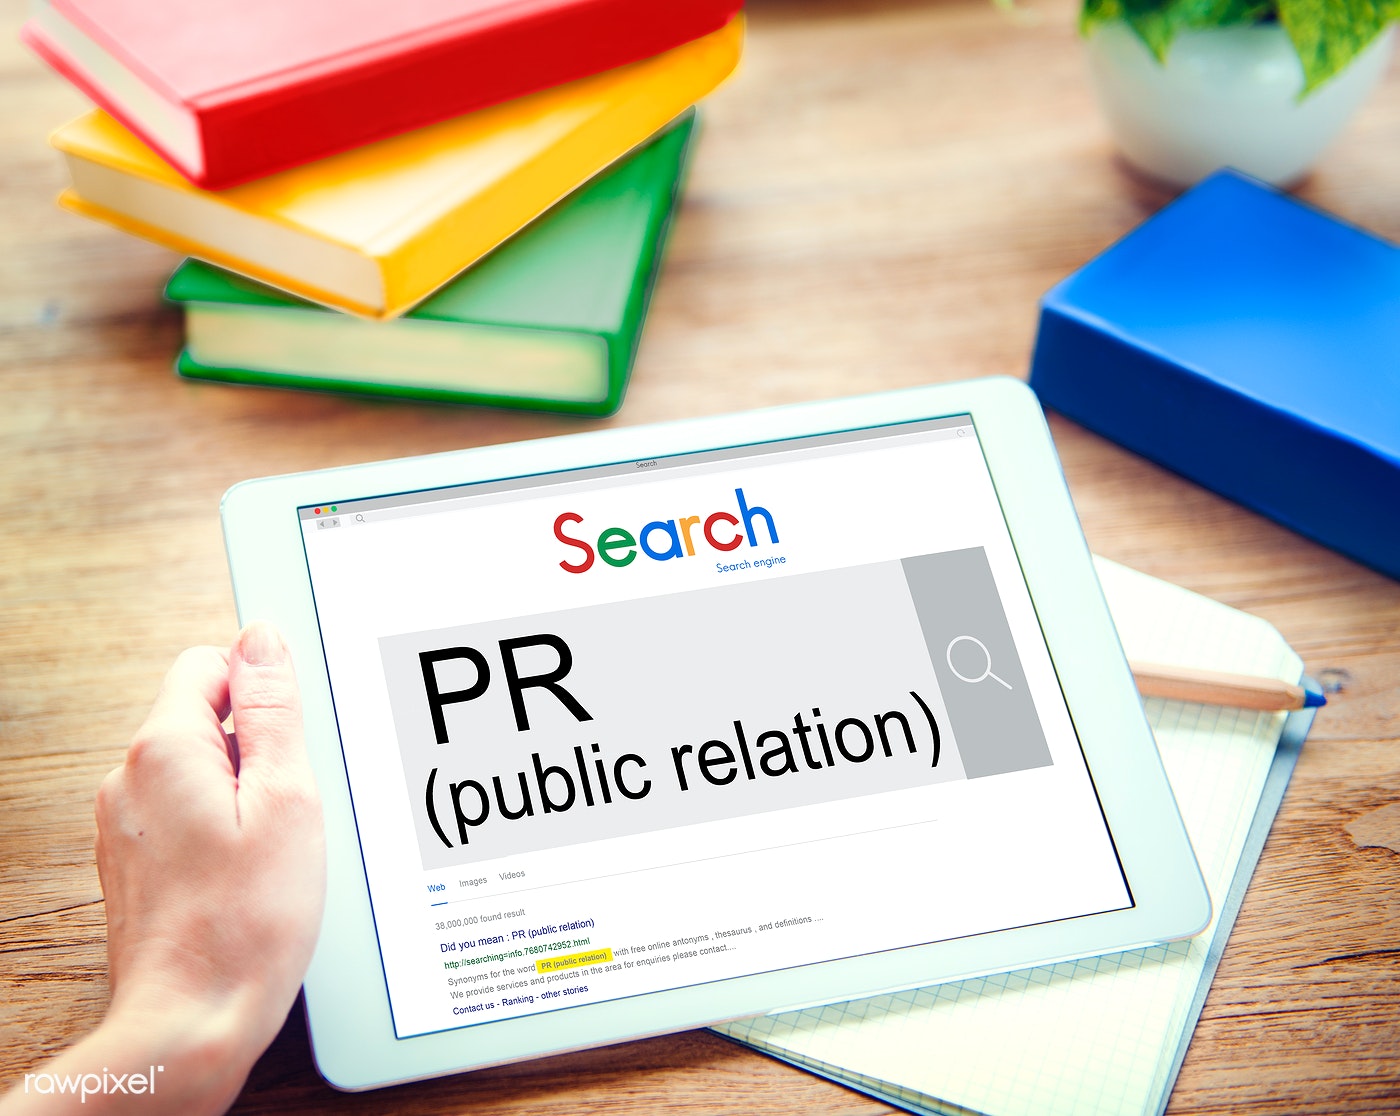 Search
Search
Search engine
PR
(public relation)
Web Images Videos
38,000,000 found result
Did you mean : PR (public relation)
http://searching=info.7680742952.html
Synonyms for the word PR (public relation) with free online antonyms , thesaurus , and definitions ....
We provide services and products in the area for enquiries please contact....
Contact us - Ranking - other stories
rawpixel